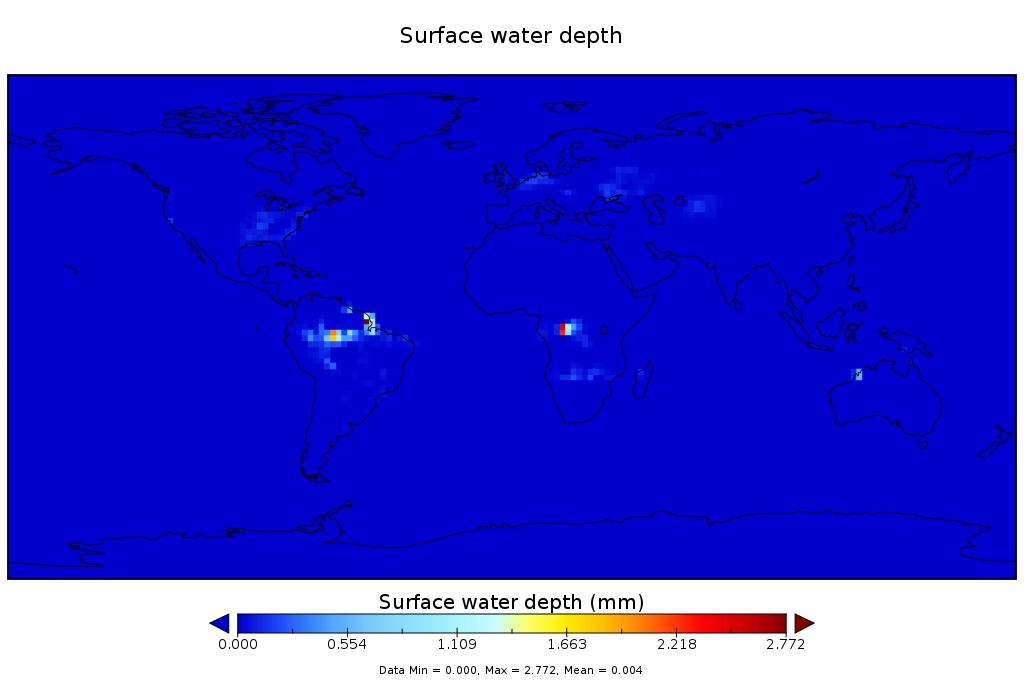 Surface water depth
Surface water depth (mm)
0.000 0.554 1.109 1.663 2.218 2.772
Data Min = 0.000, Max = 2.772, Mean = 0.004